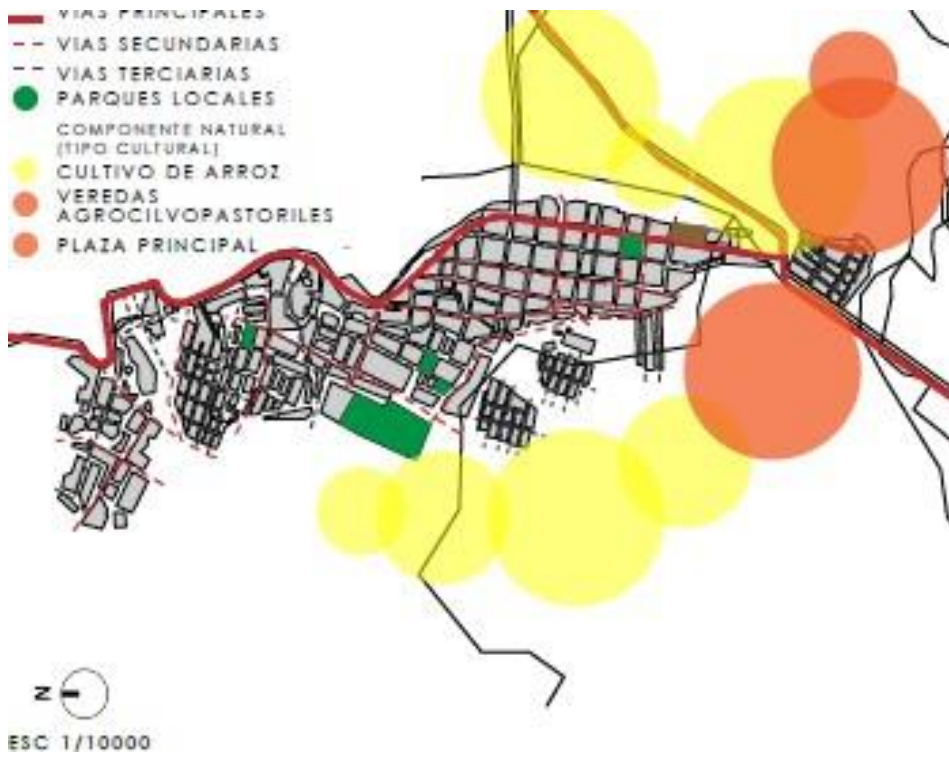 VIAS PRINCIPALES
VIAS SECUNDARIAS
VIAS TERCIARIAS
PARQUES LOCALES
COMPONENTE NATURAL
(TIPO CULTURAL)
CULTIVO DE ARROZ
VEREDAS
AGROCILVOPASTORILES
PLAZA PRINCIPAL
N
ESC 1/10000